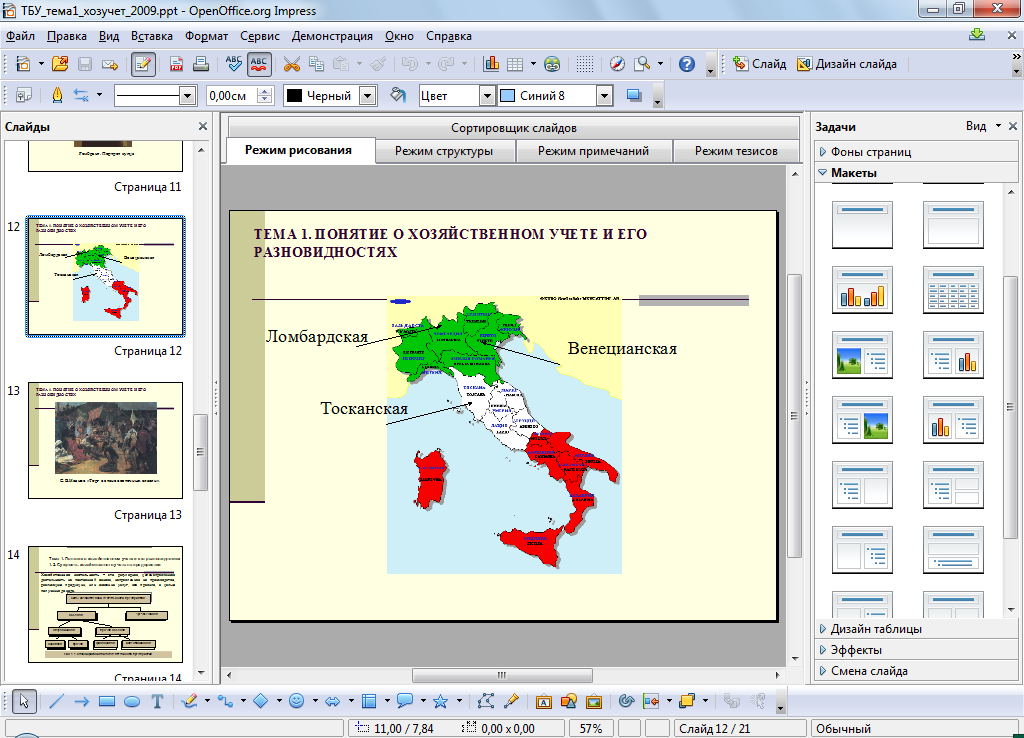 ТБУ_тема1_хозучет_2009.ppt - OpenOffice.org Impress
Файл Правка Вид Вставка Формат Сервис Демонстрация Окно Справка
Слайд Дизайн слайда
0,00см Черный Цвет Синий 8
Слайды
Страница 11
12
Страница 12
13
Страница 13
14
Страница 14
Сортировщик слайдов
Режим рисования Режим структуры Режим примечаний Режим тезисов
ТЕМА 1. ПОНЯТИЕ О ХОЗЯЙСТВЕННОМ УЧЕТЕ И ЕГО
РАЗНОВИДНОСТЯХ
Ломбардская
Венецианская
Тосканская
Задачи Вид
Фоны страниц
Макеты
Дизайн таблицы
Эффекты
Смена слайда
11,00 / 7,84 0,00 x 0,00 57% Слайд 12 / 21 Обычный